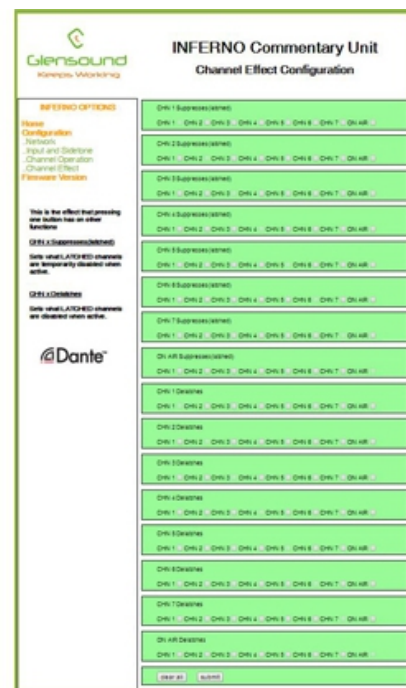 Glensound
Keeps Working
INFERNO Commentary Unit
Channel Effect Configuration
INFERNO OPTIONS
Home
Configuration
..Network
..Input and Sidetone
..Channel Operation
..Channel Effect
Firmware Version
This is the effect that pressing
one button has on other
functions
CHN x Suppresses(latched)
Sets what LATCHED channels
are temporarily disabled when
active.
CHN x Delatches
Sets what LATCHED channels
are disabled when active.
Dante™
CHN 1 Suppresses(latched)
CHN 1 CHN 2 CHN 3 CHN 4 CHN 5 CHN 6 CHN 7 ON AIR
CHN 2 Suppresses(latched)
CHN 1 CHN 2 CHN 3 CHN 4 CHN 5 CHN 6 CHN 7 ON AIR
CHN 3 Suppresses(latched)
CHN 1 CHN 2 CHN 3 CHN 4 CHN 5 CHN 6 CHN 7 ON AIR
CHN 4 Suppresses(latched)
CHN 1 CHN 2 CHN 3 CHN 4 CHN 5 CHN 6 CHN 7 ON AIR
CHN 5 Suppresses(latched)
CHN 1 CHN 2 CHN 3 CHN 4 CHN 5 CHN 6 CHN 7 ON AIR
CHN 6 Suppresses(latched)
CHN 1 CHN 2 CHN 3 CHN 4 CHN 5 CHN 6 CHN 7 ON AIR
CHN 7 Suppresses(latched)
CHN 1 CHN 2 CHN 3 CHN 4 CHN 5 CHN 6 CHN 7 ON AIR
ON AIR Suppresses(latched)
CHN 1 CHN 2 CHN 3 CHN 4 CHN 5 CHN 6 CHN 7 ON AIR
CHN 1 Delatches
CHN 1 CHN 2 CHN 3 CHN 4 CHN 5 CHN 6 CHN 7 ON AIR
CHN 2 Delatches
CHN 1 CHN 2 CHN 3 CHN 4 CHN 5 CHN 6 CHN 7 ON AIR
CHN 3 Delatches
CHN 1 CHN 2 CHN 3 CHN 4 CHN 5 CHN 6 CHN 7 ON AIR
CHN 4 Delatches
CHN 1 CHN 2 CHN 3 CHN 4 CHN 5 CHN 6 CHN 7 ON AIR
CHN 5 Delatches
CHN 1 CHN 2 CHN 3 CHN 4 CHN 5 CHN 6 CHN 7 ON AIR
CHN 6 Delatches
CHN 1 CHN 2 CHN 3 CHN 4 CHN 5 CHN 6 CHN 7 ON AIR
CHN 7 Delatches
CHN 1 CHN 2 CHN 3 CHN 4 CHN 5 CHN 6 CHN 7 ON AIR
ON AIR Delatches
CHN 1 CHN 2 CHN 3 CHN 4 CHN 5 CHN 6 CHN 7 ON AIR
clear all submit